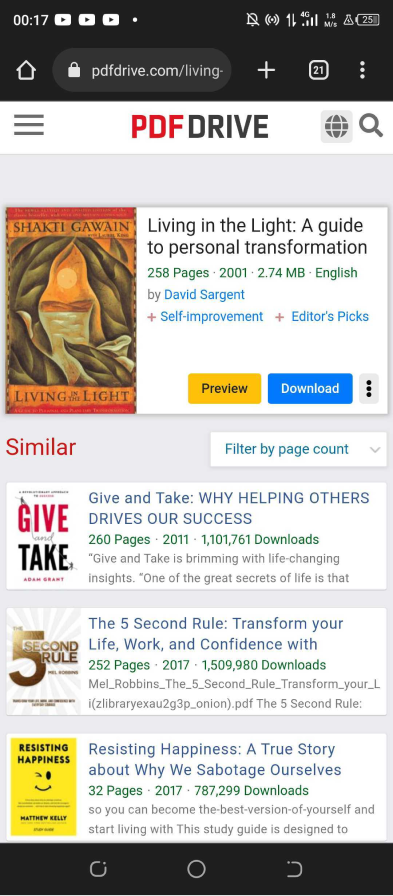 00:17
4G
1.8 M/s
25
pdfdrive.com/living-
21
PDF DRIVE
SHAKTI GAWAIN
LIVING IN THE LIGHT
Living in the Light: A guide
to personal transformation
258 Pages · 2001 · 2.74 MB · English
by David Sargent
+ Self-improvement + Editor's Picks
Preview
Download
Similar
Filter by page count
GIVE
and
TAKE
ADAM GRANT
Give and Take: WHY HELPING OTHERS
DRIVES OUR SUCCESS
260 Pages · 2011 · 1,101,761 Downloads
“Give and Take is brimming with life-changing
insights. “One of the great secrets of life is that
THE
5 SECOND
RULE
MEL ROBBINS
The 5 Second Rule: Transform your
Life, Work, and Confidence with
252 Pages · 2017 · 1,509,980 Downloads
Mel_Robbins_The_5_Second_Rule_Transform_your_L
i(zlibraryexau2g3p_onion).pdf The 5 Second Rule:
RESISTING
HAPPINESS
MATTHEW KELLY
STUDY GUIDE
Resisting Happiness: A True Story
about Why We Sabotage Ourselves
32 Pages · 2017 · 787,299 Downloads
so you can become the-best-version-of-yourself and
start living with This study guide is designed to